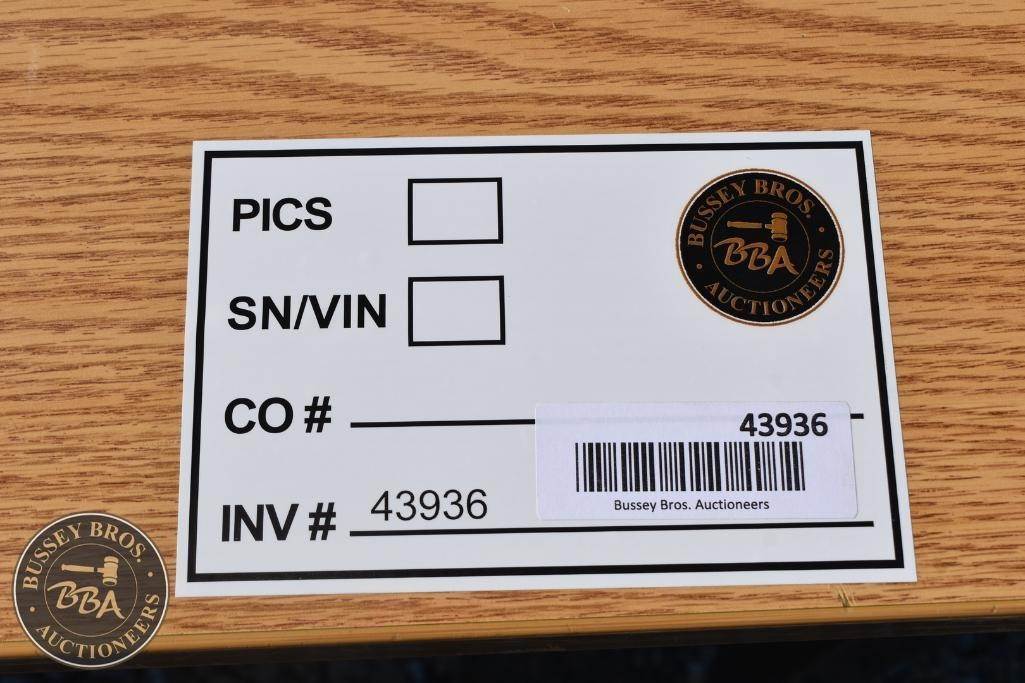 PICS
BUSSEY BROS.
BBA
AUCTIONEERS
SN/VIN
CO #
43936
Bussey Bros. Auctioneers
INV # 43936
BUSSEY BROS.
BBA
AUCTIONEERS